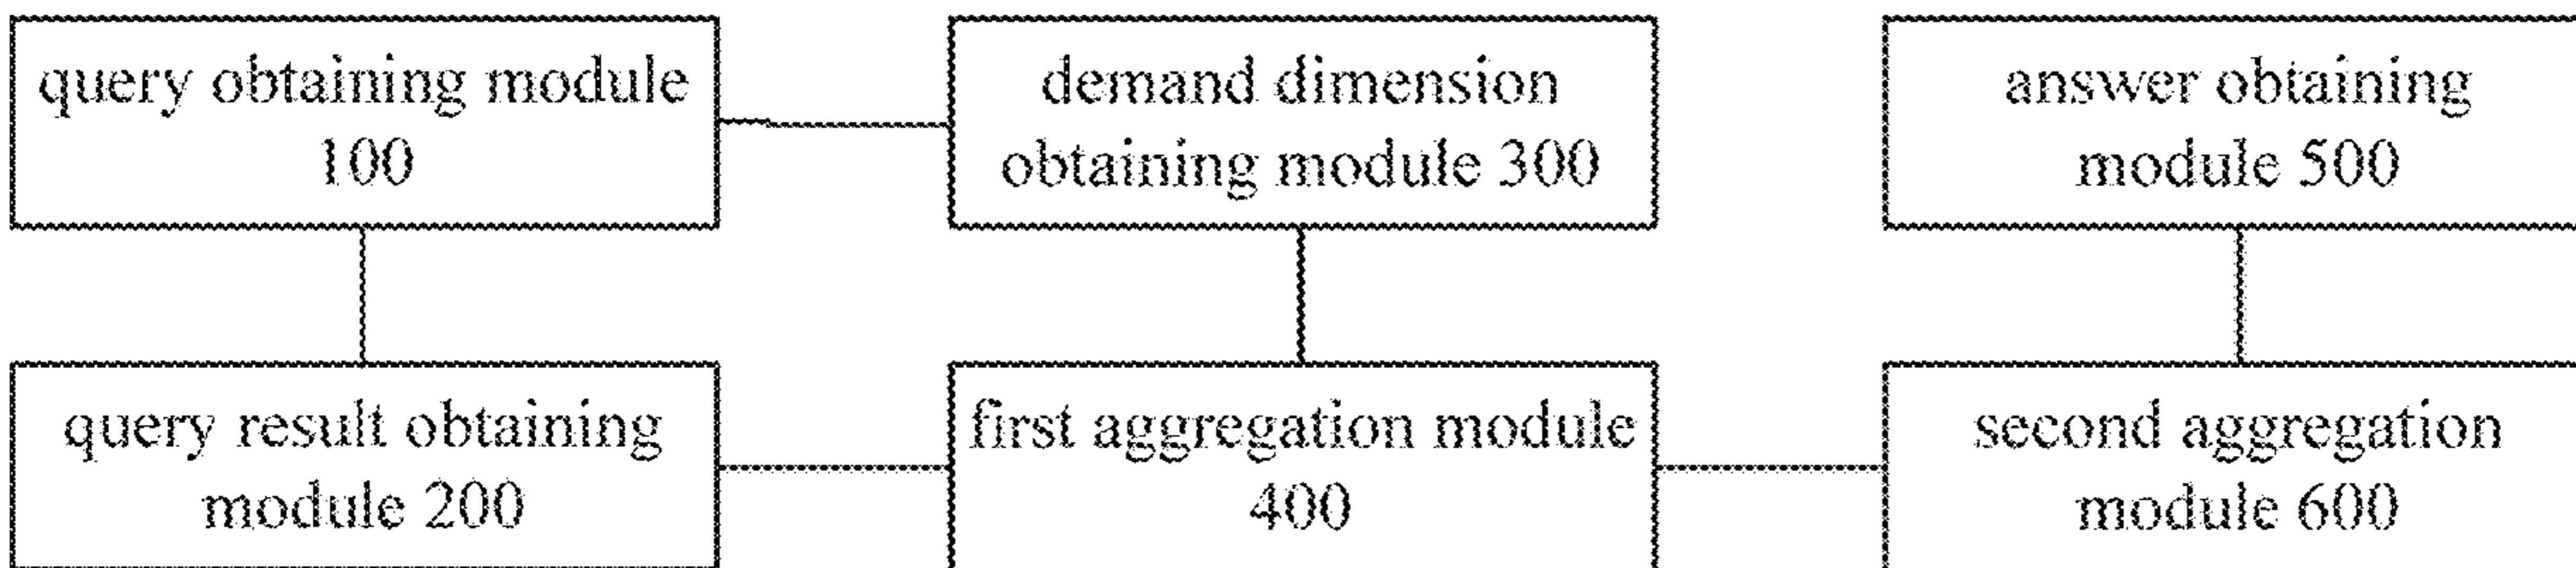 query obtaining module
100
demand dimension
obtaining module 300
answer obtaining
module 500
query result obtaining
module 200
first aggregation module
400
second aggregation
module 600